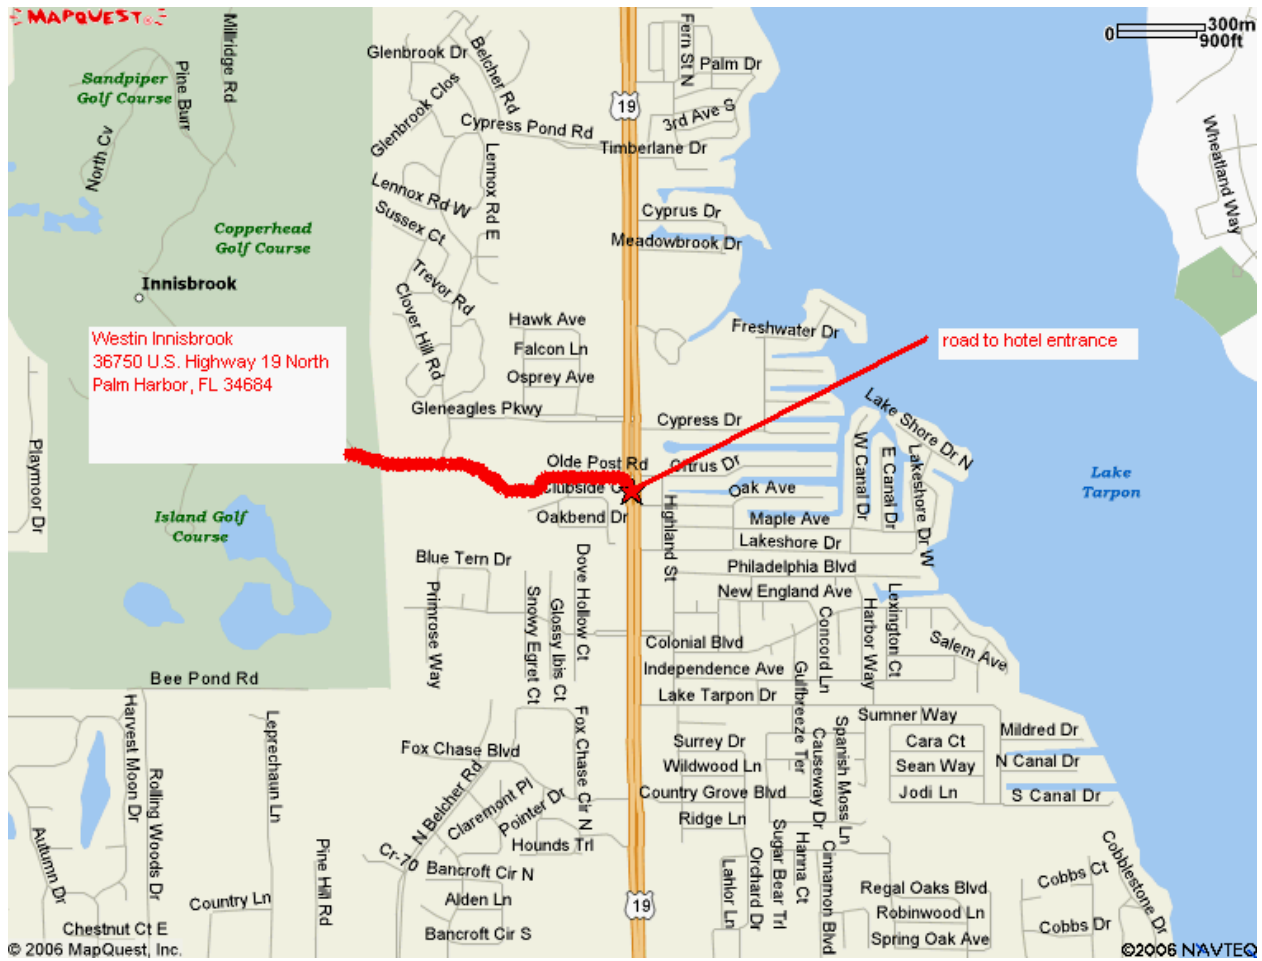 MAPQUEST
300m
0
900ft
Millridge Rd
Pine Burr
Sandpiper
Golf Course
North Cv
Glenbrook Dr
Belcher Rd
Glenbrook Clos
Cypress Pond Rd
Lennox Rd E
Lennox Rd W
Sussex Ct
Trevor Rd
Clover Hill Rd
19
Fern St N
Palm Dr
3rd Ave S
Timberlane Dr
Cyprus Dr
Meadowbrook Dr
Wheatland Way
Copperhead
Golf Course
Innisbrook
Westin Innisbrook
36750 U.S. Highway 19 North
Palm Harbor, FL 34684
Hawk Ave
Falcon Ln
Osprey Ave
Gleneagles Pkwy
Freshwater Dr
road to hotel entrance
Cypress Dr
Lake Shore Dr N
W Canal Dr
E Canal Dr
Lakeshore Dr W
Playmoor Dr
Olde Post Rd
Citrus Dr
Clubside
Oak Ave
Lake
Tarpon
Island Golf
Course
Oakbend Dr
Highland St
Maple Ave
Lakeshore Dr
Blue Tern Dr
Dove Hollow Ct
Philadelphia Blvd
Primrose Way
Snowy Egret Ct
Glossy Ibis Ct
New England Ave
Concord Ln
Harbor Way
Lexington Ct
Salem Ave
Colonial Blvd
Independence Ave
Gulfbreeze Ter
Lake Tarpon Dr
Bee Pond Rd
Harvest Moon Dr
Leprechaun Ln
Fox Chase Cir N
Sumner Way
Spanish Moss Ln
Causeway Dr
Mildred Dr
Surrey Dr
Cara Ct
Fox Chase Blvd
Wildwood Ln
Sean Way
N Canal Dr
Rolling Woods Dr
N Belcher Rd
Claremont Pl
Pointer Dr
Country Grove Blvd
Jodi Ln
S Canal Dr
Ridge Ln
Autumn Dr
Pine Hill Rd
Hounds Trl
Cr-70
Bancroft Cir N
Lahlor Ln
Orchard Dr
Sugar Bear Trl
Hanna Ct
Cinnamon Blvd
Cobblestone Dr
Cobbs Ct
Regal Oaks Blvd
Country Ln
Alden Ln
19
Robinwood Ln
Chestnut Ct E
Bancroft Cir S
Cobbs Dr
Spring Oak Ave
© 2006 MapQuest, Inc.
©2006 NAVTEQ